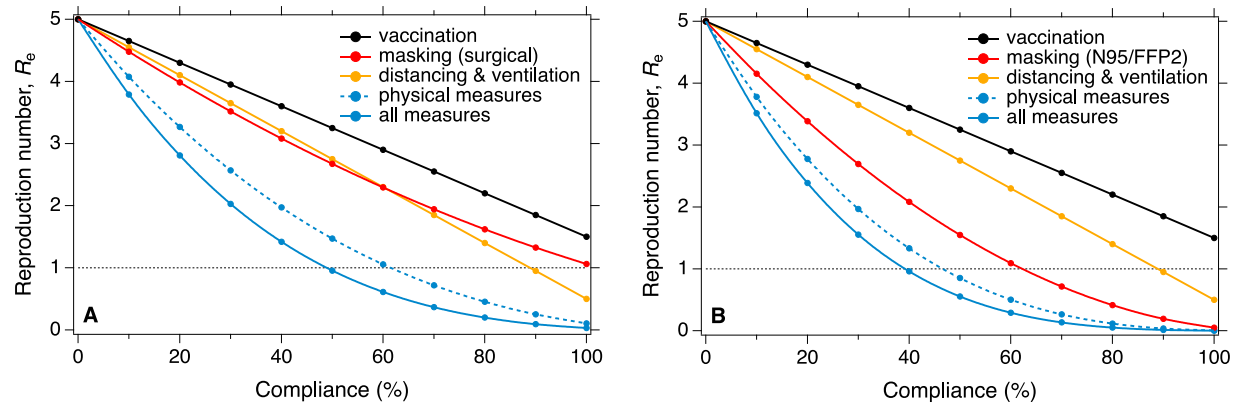 5
4
3
2
1
0
Reproduction number, Re
vaccination
masking (surgical)
distancing & ventilation
physical measures
all measures
A
0
20
40
60
80
100
Compliance (%)
5
4
3
2
1
0
Reproduction number, Re
vaccination
masking (N95/FFP2)
distancing & ventilation
physical measures
all measures
B
0
20
40
60
80
100
Compliance (%)